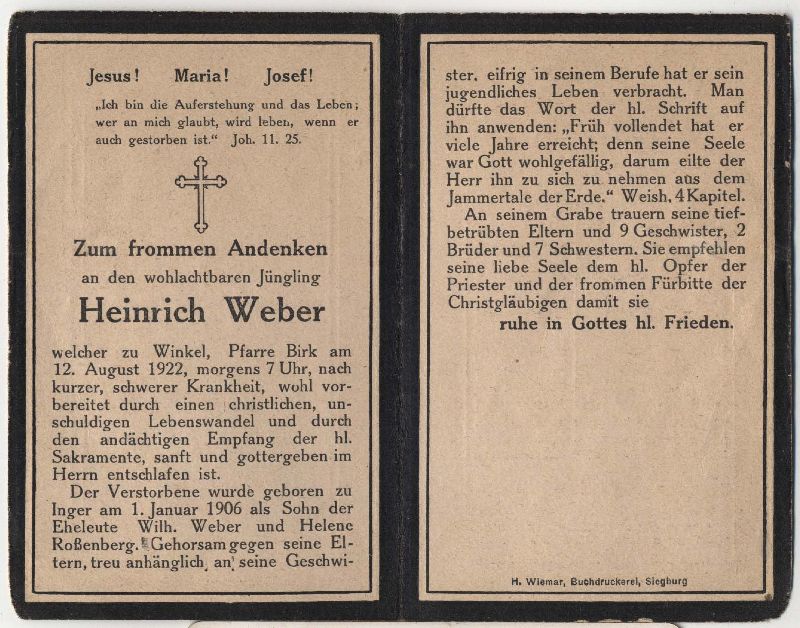 Jesus! Maria! Josef!
„Ich bin die Auferstehung und das Leben;
wer an mich glaubt, wird leben, wenn er
auch gestorben ist.“ Joh. 11. 25.
Zum frommen Andenken
an den wohlachtbaren Jüngling
Heinrich Weber
welcher zu Winkel, Pfarre Birk am
12. August 1922, morgens 7 Uhr, nach
kurzer, schwerer Krankheit, wohl vor-
bereitet durch einen christlichen, un-
schuldigen Lebenswandel und durch
den andächtigen Empfang der hl.
Sakramente, sanft und gottergeben im
Herrn entschlafen ist.
Der Verstorbene wurde geboren zu
Inger am 1. Januar 1906 als Sohn der
Eheleute Wilh. Weber und Helene
Roßenberg. Gehorsam gegen seine El-
tern, treu anhänglich an seine Geschwi-
ster, eifrig in seinem Berufe hat er sein
jugendliches Leben verbracht. Man
dürfte das Wort der hl. Schrift auf
ihn anwenden: „Früh vollendet hat er
viele Jahre erreicht; denn seine Seele
war Gott wohlgefällig, darum eilte der
Herr ihn zu sich zu nehmen aus dem
Jammertale der Erde.“ Weish. 4 Kapitel.
An seinem Grabe trauern seine tief-
betrübten Eltern und 9 Geschwister, 2
Brüder und 7 Schwestern. Sie empfehlen
seine liebe Seele dem hl. Opfer der
Priester und der frommen Fürbitte der
Christgläubigen damit sie
ruhe in Gottes hl. Frieden.
H. Wiemar, Buchdruckerei, Siegburg